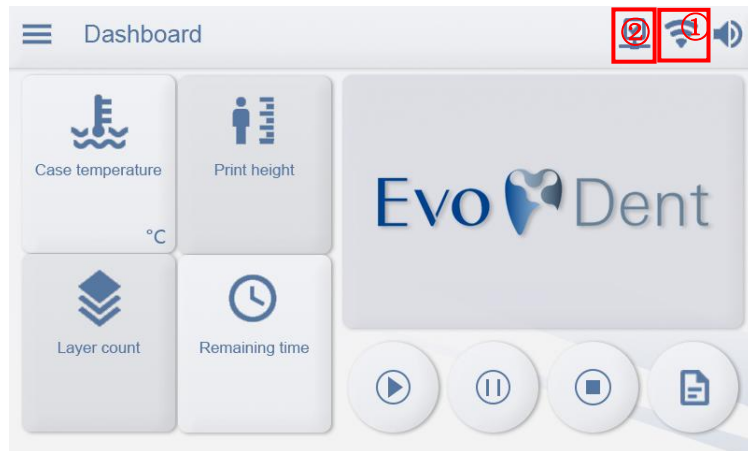 Dashboard
②
①
Case temperature
°C
Print height
Evo Dent
Layer count
Remaining time